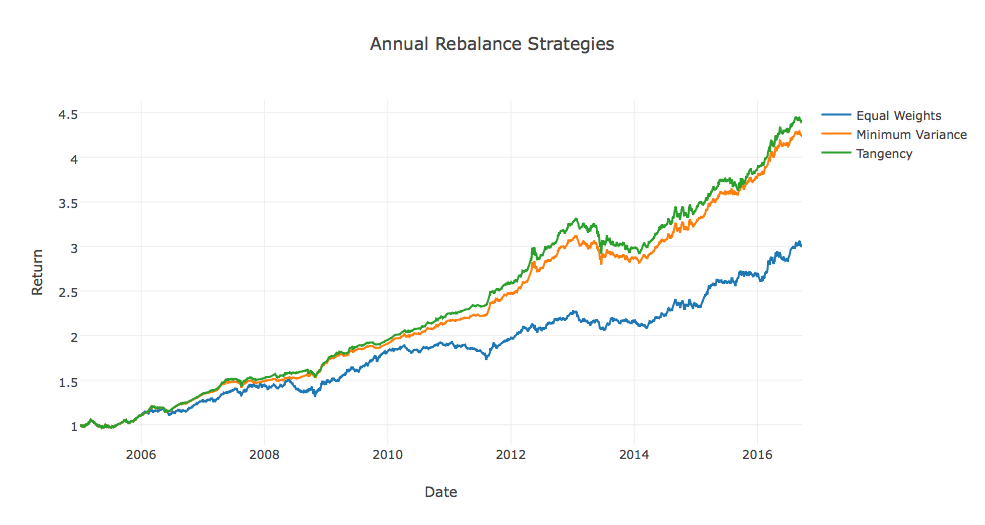 Annual Rebalance Strategies
4.5
4
3.5
3
2.5
2
1.5
1
Return
2006 2008 2010 2012 2014 2016
Date
Equal Weights
Minimum Variance
Tangency